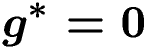 g* = 0